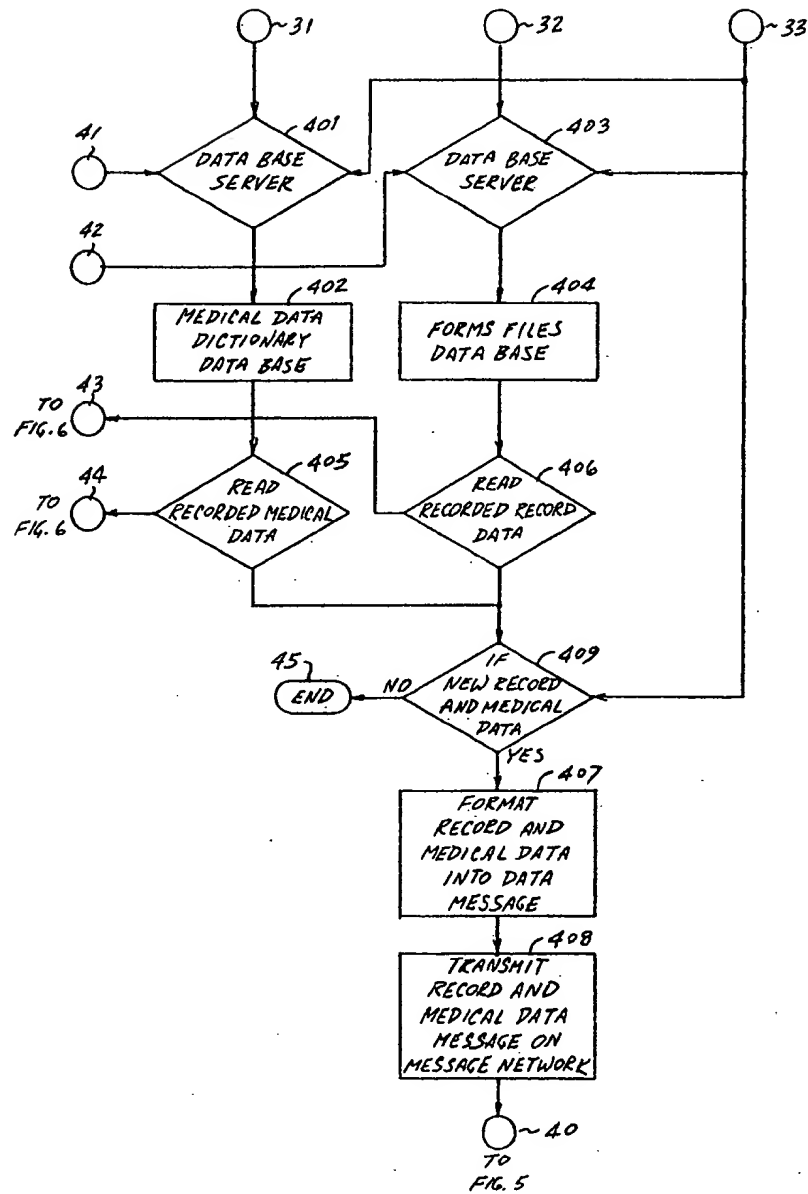 31
32
33
401
403
41
DATA BASE
SERVER
DATA BASE
SERVER
42
402
404
MEDICAL DATA
DICTIONARY
DATA BASE
FORMS FILES
DATA BASE
43
TO
FIG. 6
405
406
44
TO
FIG. 6
READ
RECORDED MEDICAL
DATA
READ
RECORDED RECORD
DATA
45
END
NO
409
IF
NEW RECORD
AND MEDICAL
DATA
YES
407
FORMAT
RECORD AND
MEDICAL DATA
INTO DATA
MESSAGE
408
TRANSMIT
RECORD AND
MEDICAL DATA
MESSAGE ON
MESSAGE NETWORK
40
TO
FIG. 5